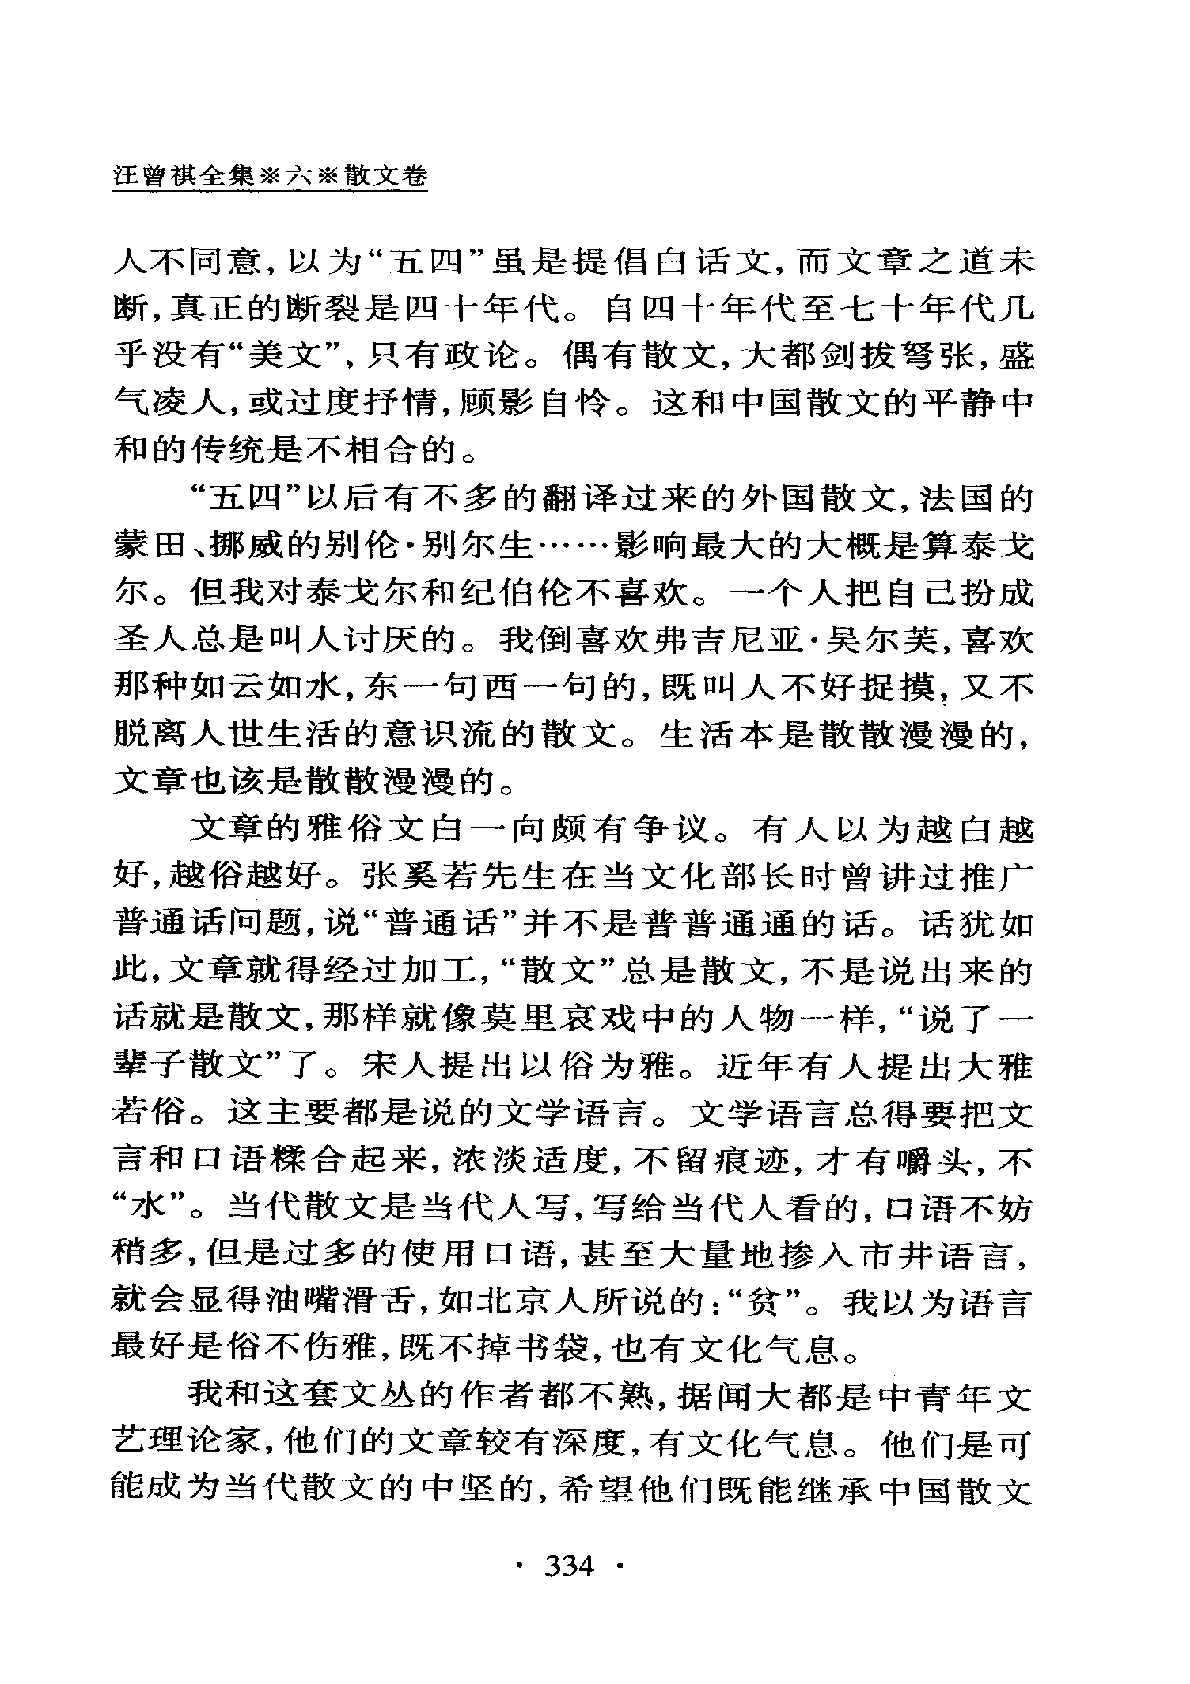 汪曾祺全集※六※散文卷
人不同意，以为“五四”虽是提倡白话文，而文章之道未
断，真正的断裂是四十年代。自四十年代至七十年代几
乎没有“美文”，只有政论。偶有散文，大都剑拔弩张，盛
气凌人，或过度抒情，顾影自怜。这和中国散文的平静中
和的传统是不相合的。
“五四”以后有不多的翻译过来的外国散文，法国的
蒙田、挪威的别伦·别尔生……影响最大的大概是算泰戈
尔。但我对泰戈尔和纪伯伦不喜欢。一个人把自己扮成
圣人总是叫人讨厌的。我倒喜欢弗吉尼亚·吴尔芙，喜欢
那种如云如水，东一句西一句的，既叫人不好捉摸，又不
脱离人世生活的意识流的散文。生活本是散散漫漫的，
文章也该是散散漫漫的。
文章的雅俗文白一向颇有争议。有人以为越白越
好，越俗越好。张奚若先生在当文化部长时曾讲过推广
普通话问题，说“普通话”并不是普普通通的话。话犹如
此，文章就得经过加工，“散文”总是散文，不是说出来的
话就是散文，那样就像莫里哀戏中的人物一样，“说了一
辈子散文”了。宋人提出以俗为雅。近年有人提出大雅
若俗。这主要都是说的文学语言。文学语言总得要把文
言和口语糅合起来，浓淡适度，不留痕迹，才有嚼头，不
“水”。当代散文是当代人写，写给当代人看的，口语不妨
稍多，但是过多的使用口语，甚至大量地掺入市井语言，
就会显得油嘴滑舌，如北京人所说的：“贫”。我以为语言
最好是俗不伤雅，既不掉书袋，也有文化气息。
我和这套文丛的作者都不熟，据闻大都是中青年文
艺理论家，他们的文章较有深度，有文化气息。他们是可
能成为当代散文的中坚的，希望他们既能继承中国散文
· 334 ·